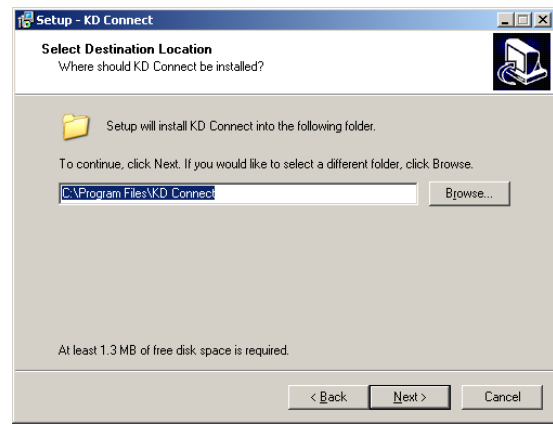 Setup - KD Connect
Select Destination Location
Where should KD Connect be installed?
Setup will install KD Connect into the following folder.
To continue, click Next. If you would like to select a different folder, click Browse.
C:\Program Files\KD Connect
Browse...
At least 1.3 MB of free disk space is required.
< Back
Next >
Cancel